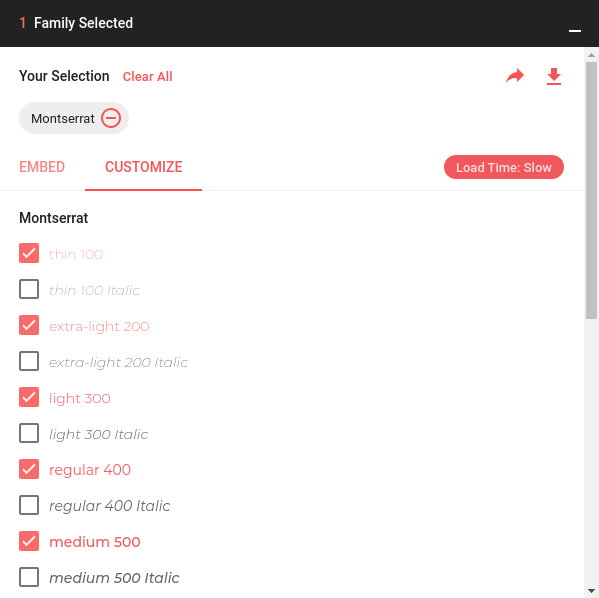 1 Family Selected
Your Selection Clear All
Montserrat
EMBED CUSTOMIZE Load Time: Slow
Montserrat
thin 100
thin 100 Italic
extra-light 200
extra-light 200 Italic
light 300
light 300 Italic
regular 400
regular 400 Italic
medium 500
medium 500 Italic